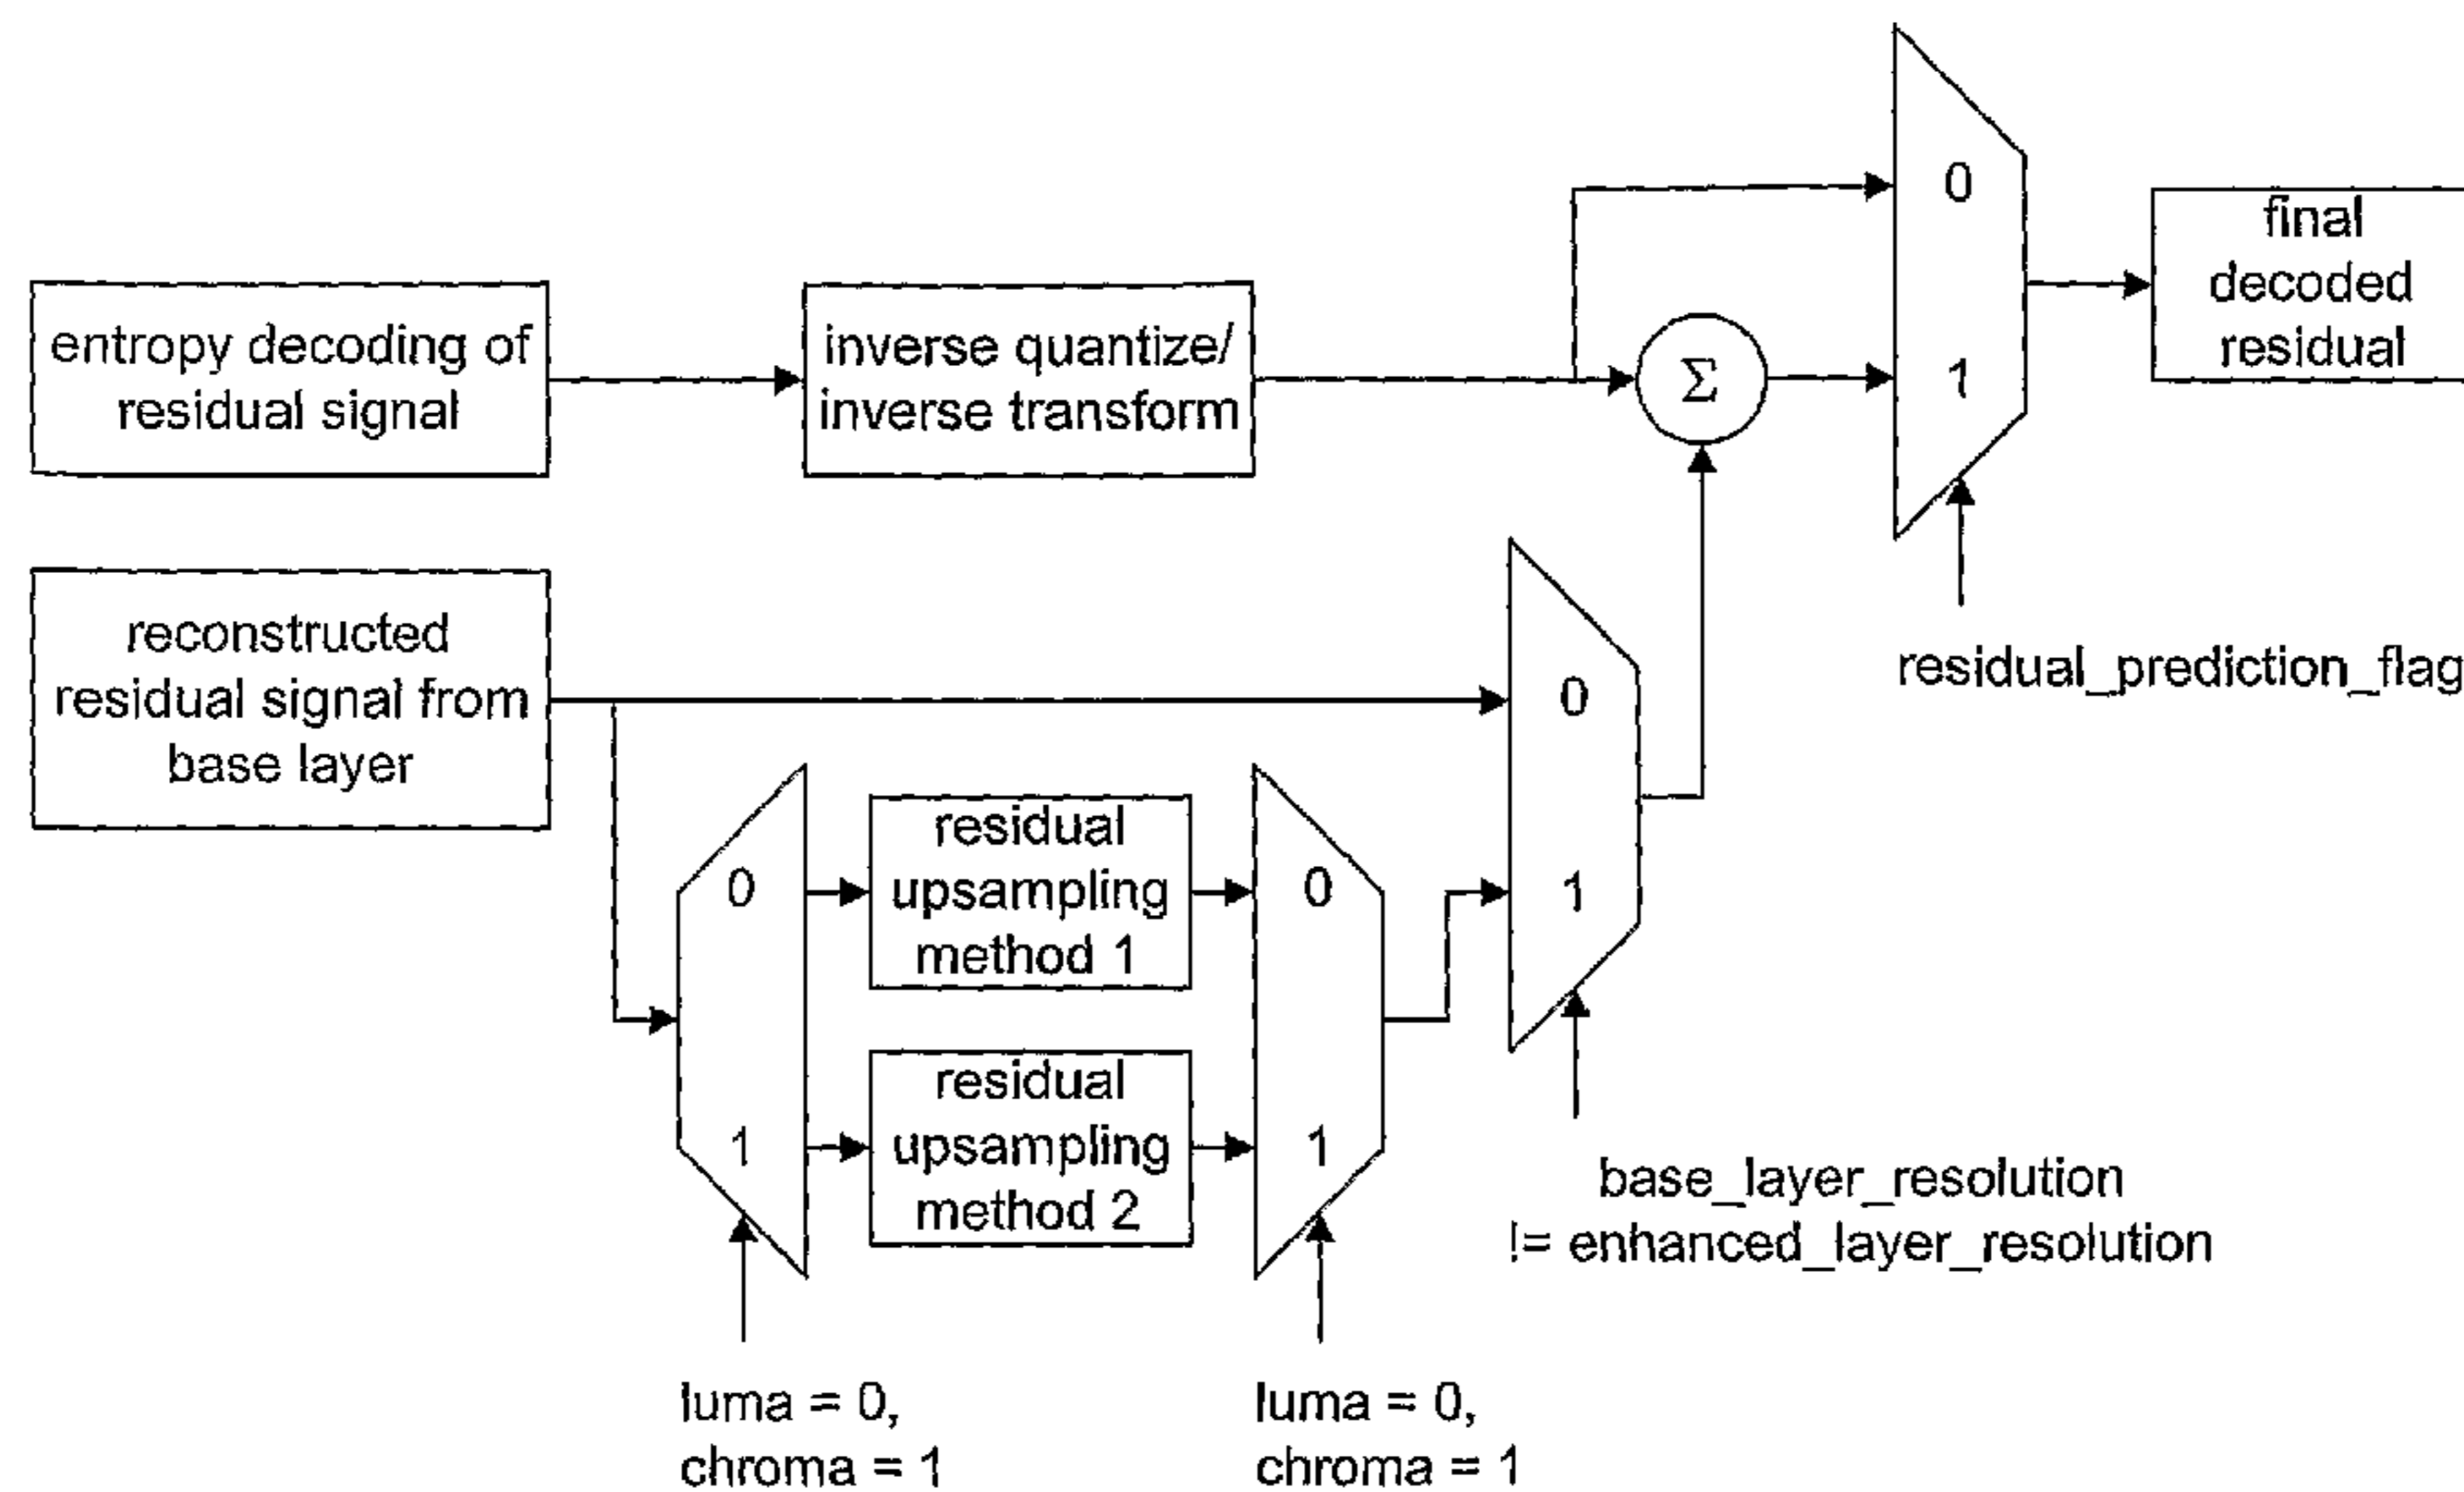 entropy decoding of
residual signal
inverse quantize/
inverse transform
Σ
0
1
final
decoded
residual
residual_prediction_flag
reconstructed
residual signal from
base layer
0
1
residual
upsampling
method 1
residual
upsampling
method 2
0
1
0
1
base_layer_resolution
!= enhanced_layer_resolution
luma = 0,
chroma = 1
luma = 0,
chroma = 1